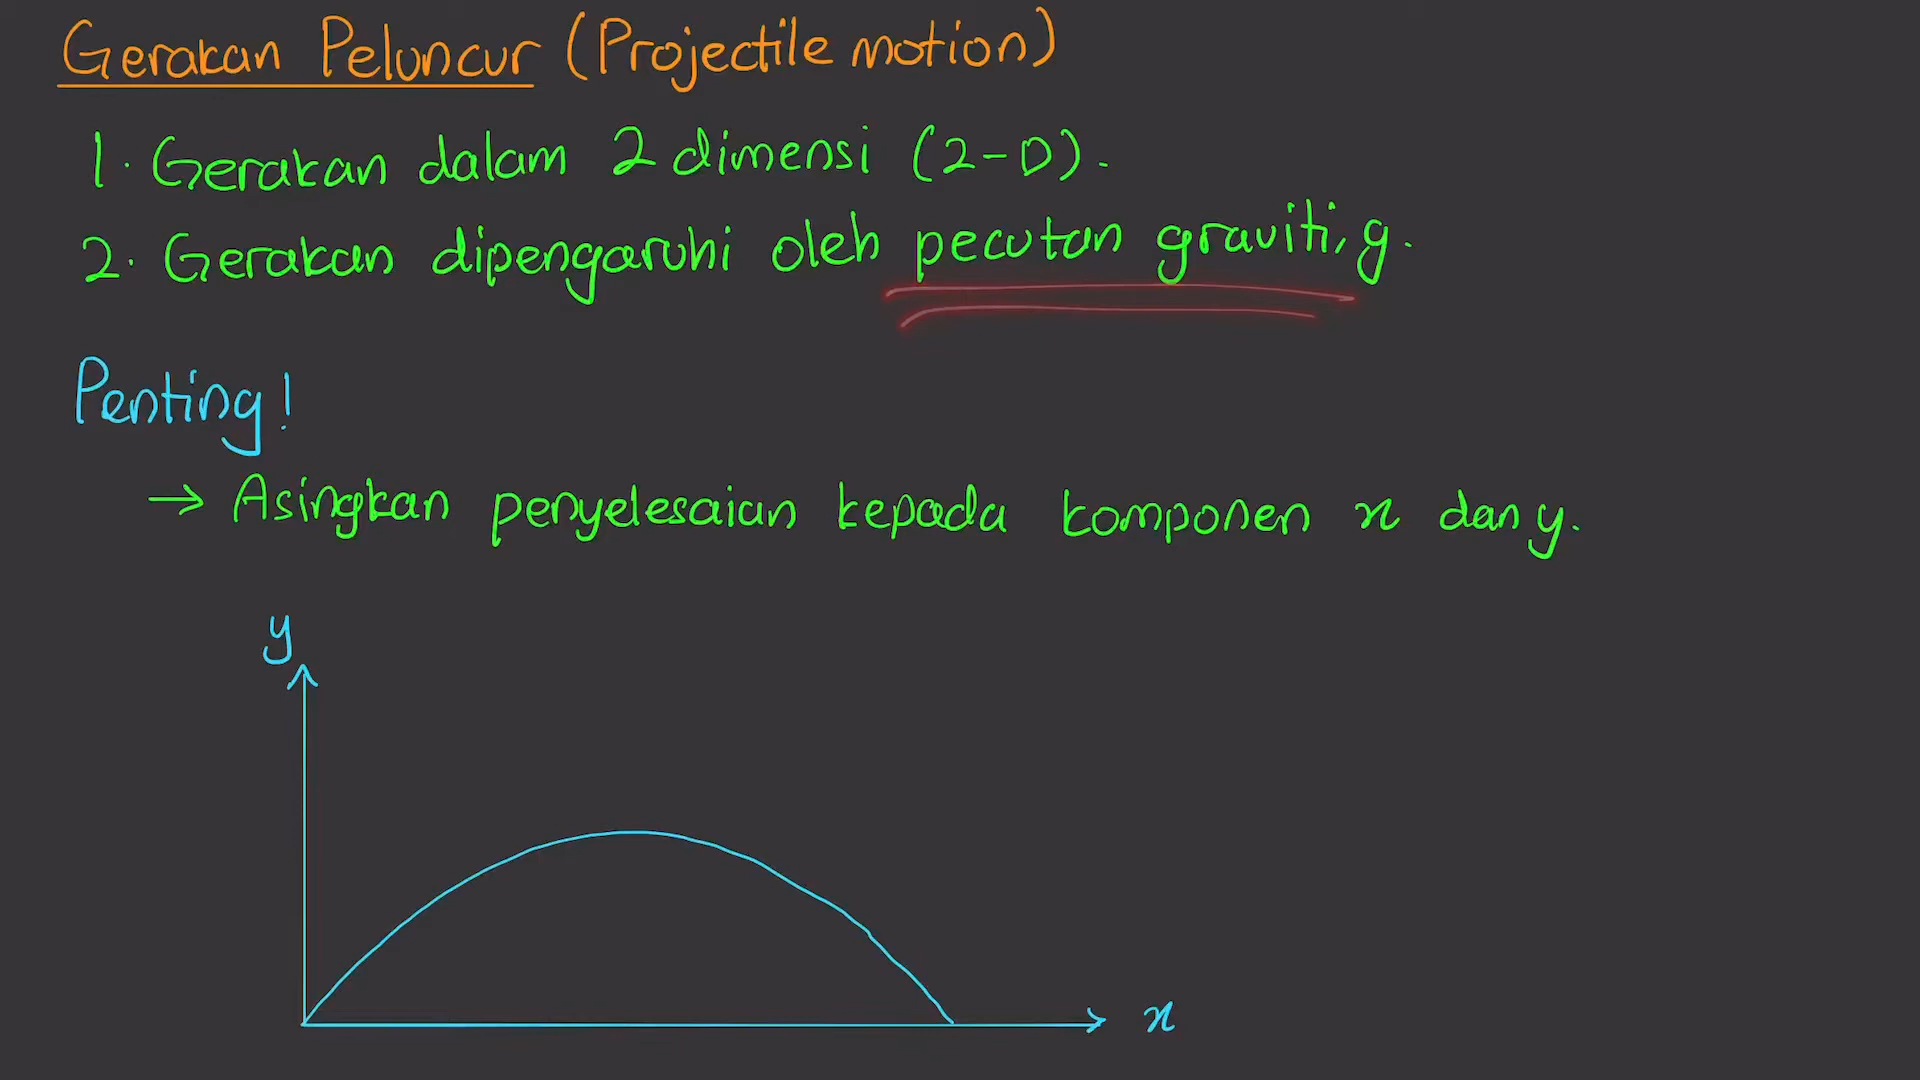 Gerakan Peluncur (Projectile motion)
1. Gerakan dalam 2 dimensi (2-D).
2. Gerakan dipengaruhi oleh pecutan graviti, g.
Penting!
→ Asingkan penyelesaian kepada komponen x dan y.
y
x